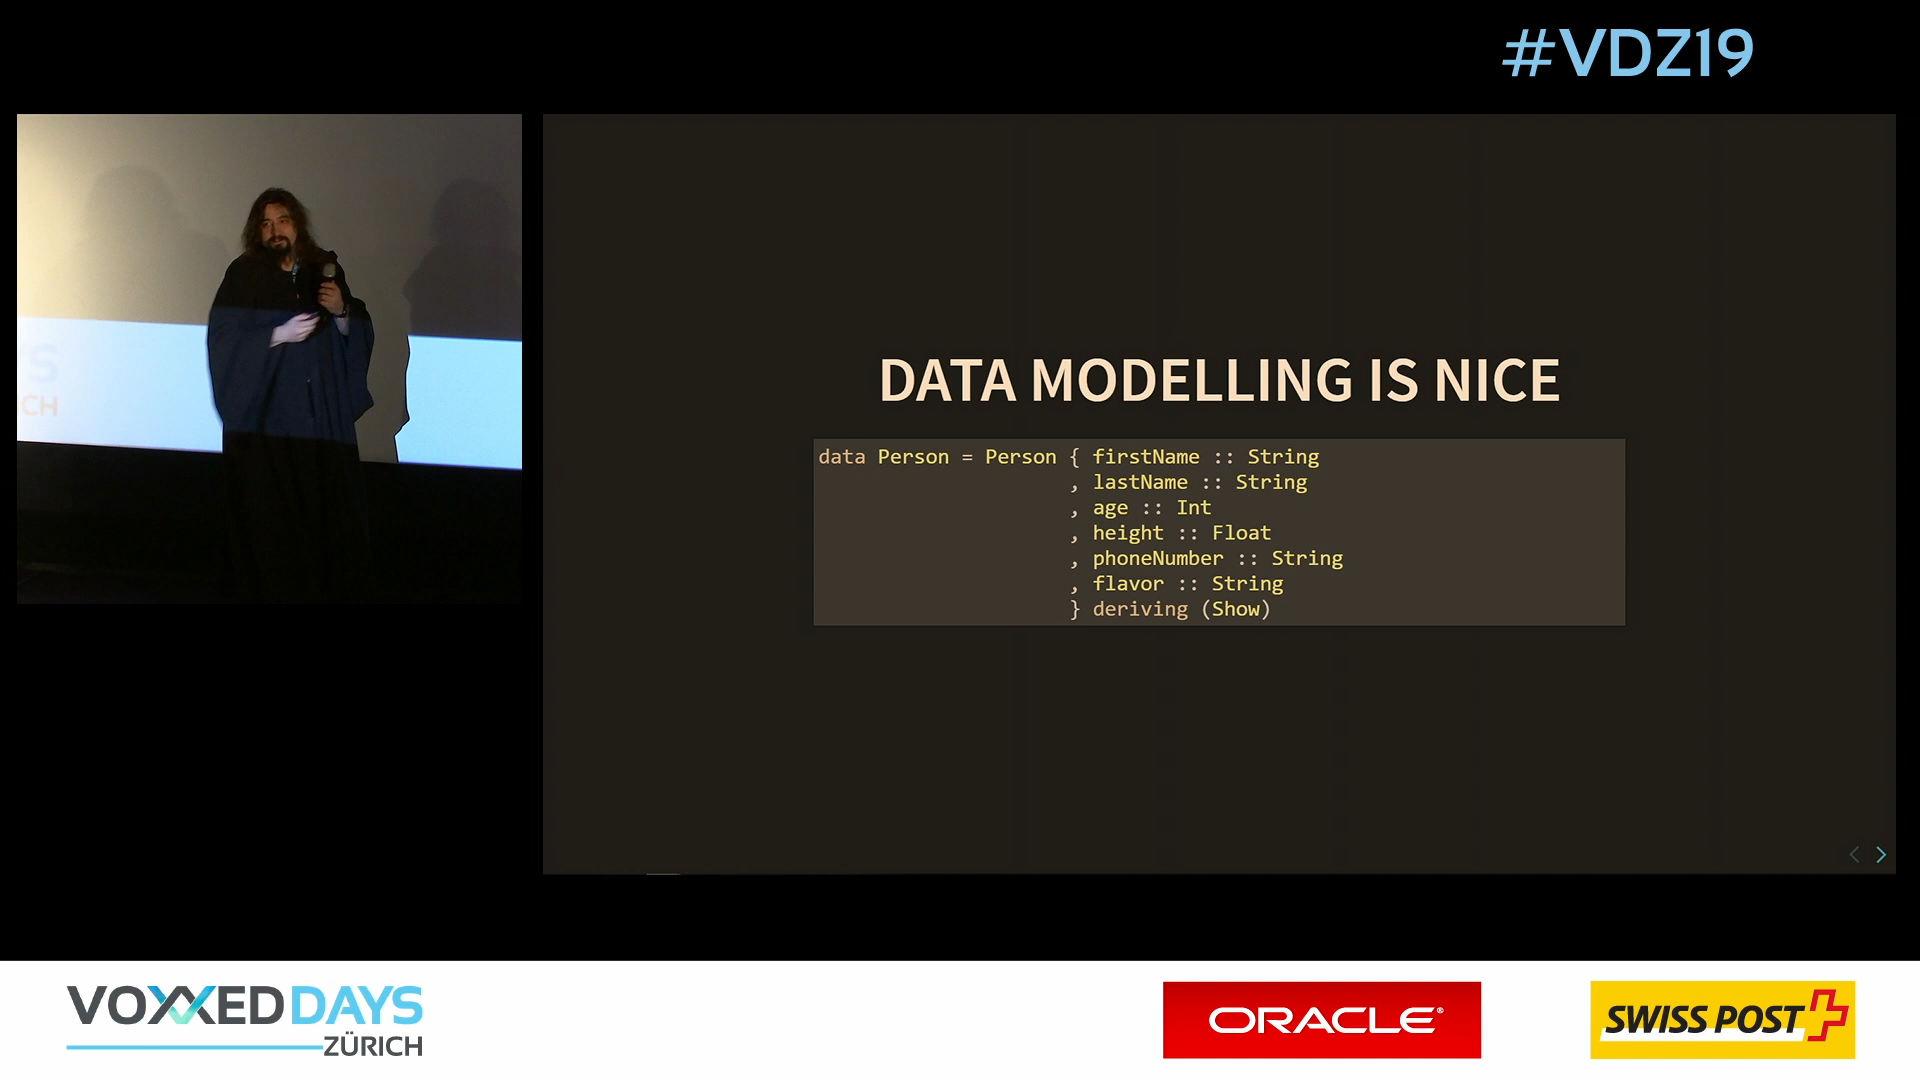 #VDZ19
S
CH
DATA MODELLING IS NICE
data Person = Person { firstName :: String
, lastName :: String
, age :: Int
, height :: Float
, phoneNumber :: String
, flavor :: String
} deriving (Show)
VOXXED DAYS
ZÜRICH
ORACLE®
SWISS POST